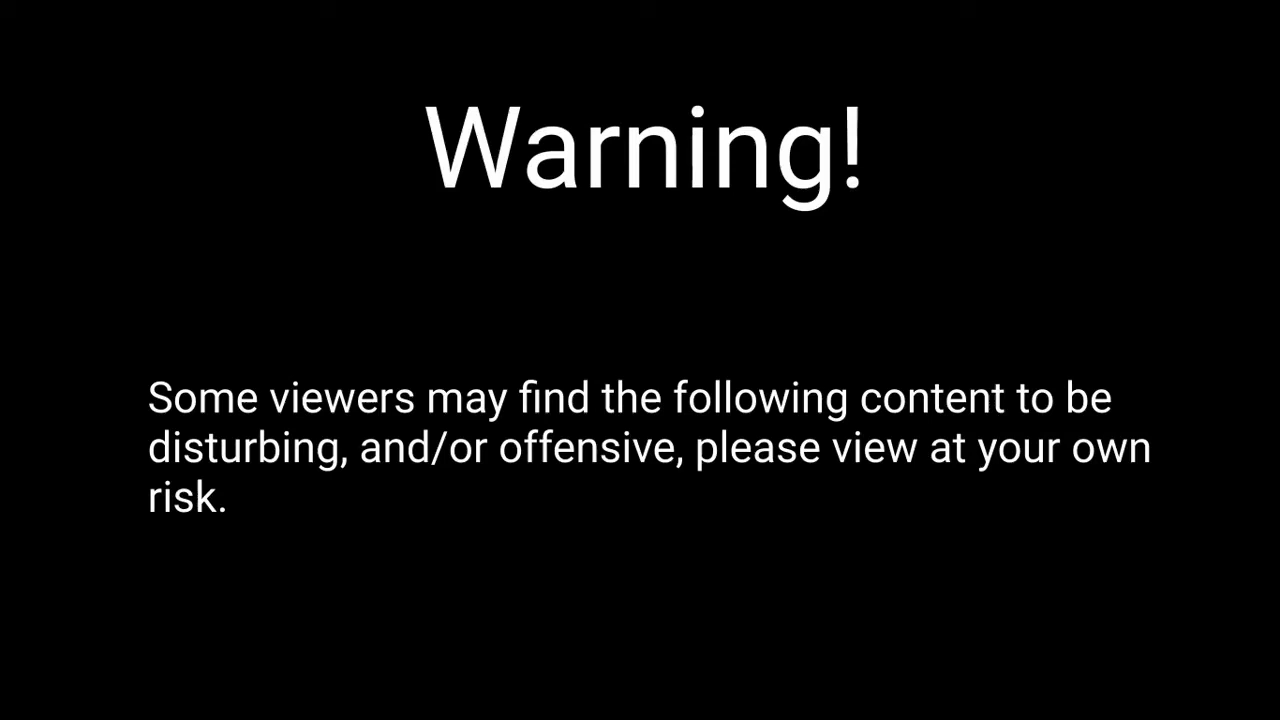 Warning!
Some viewers may find the following content to be
disturbing, and/or offensive, please view at your own
risk.